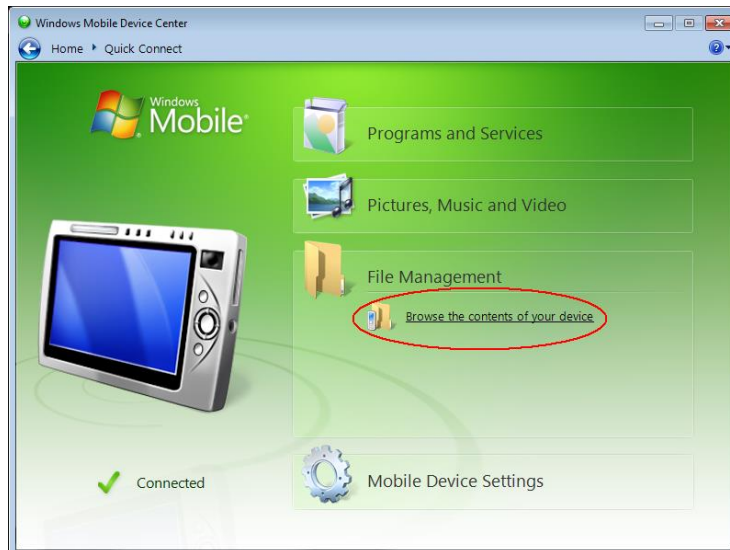 Windows Mobile Device Center
Home Quick Connect
Windows
Mobile
Programs and Services
Pictures, Music and Video
File Management
Browse the contents of your device
Connected
Mobile Device Settings